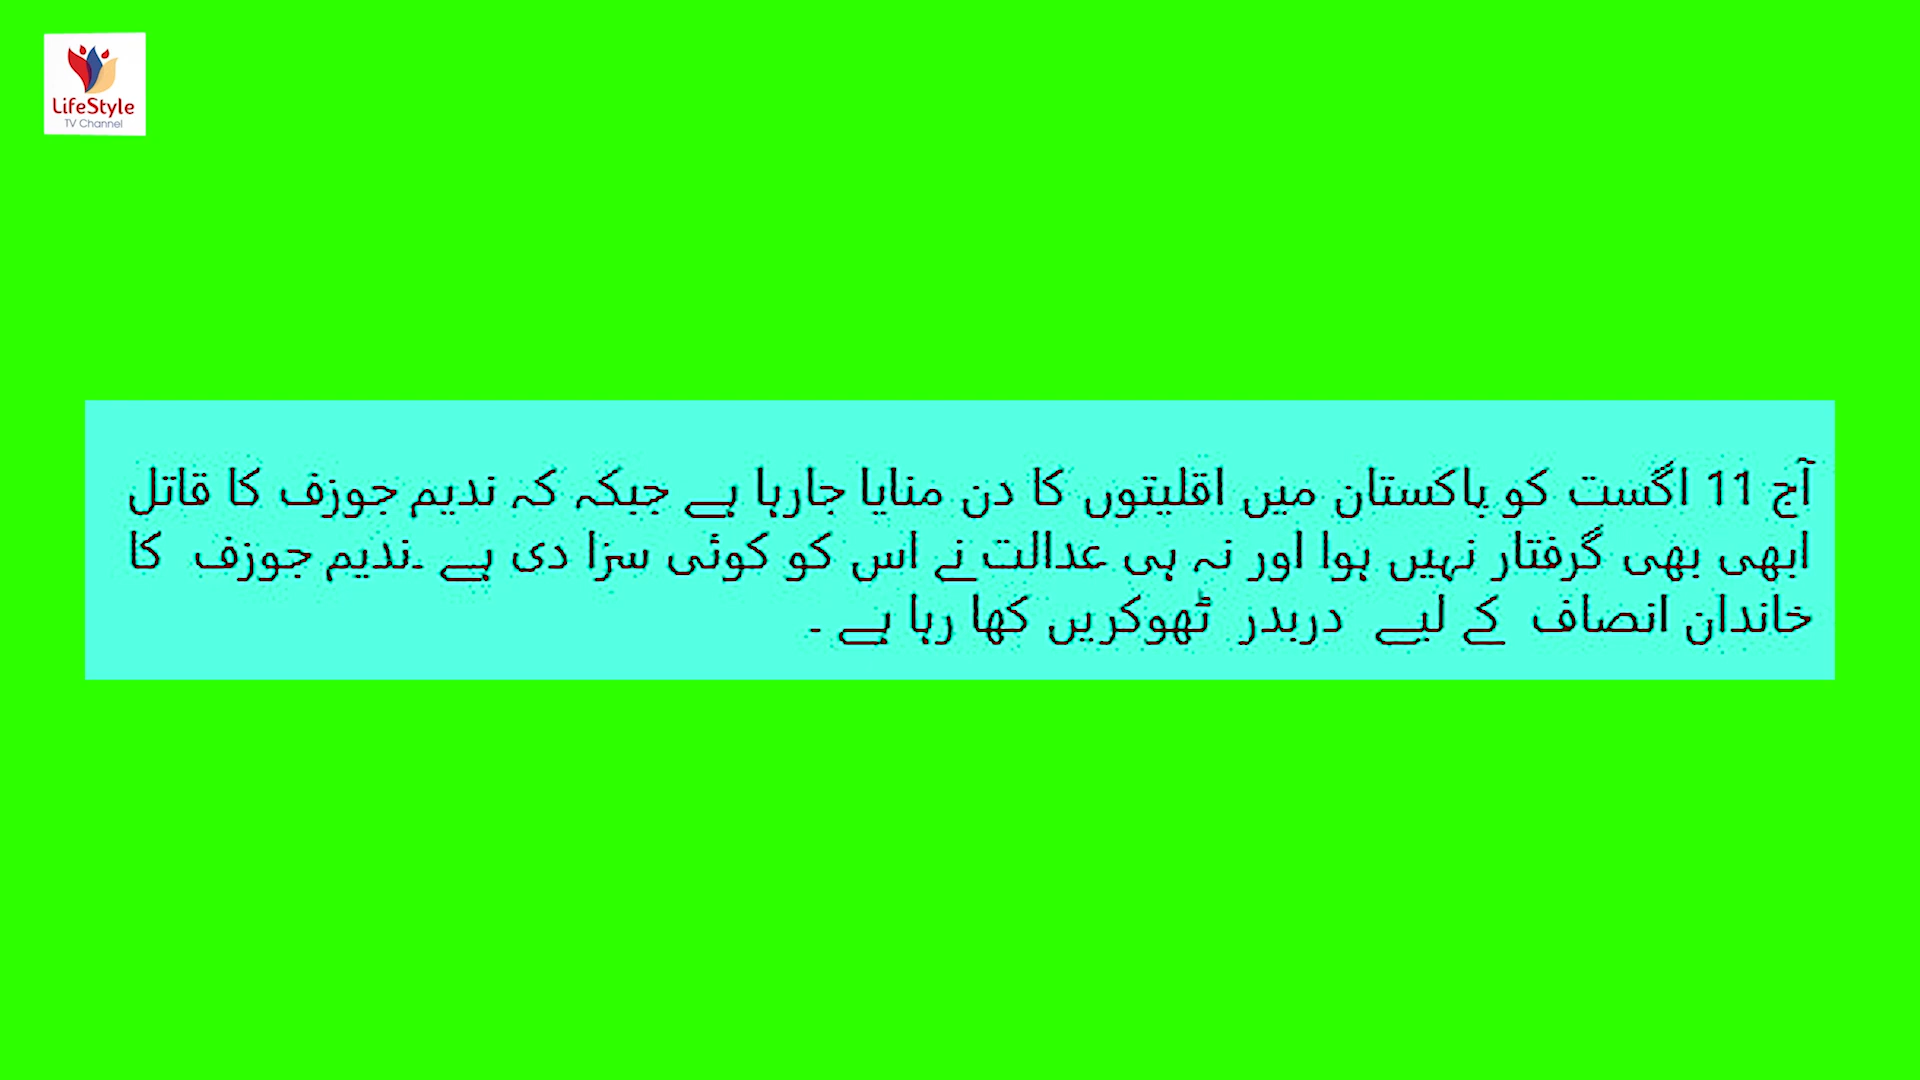 LifeStyle
TV Channel
آج 11 اگست کو پاکستان میں اقلیتوں کا دن منایا جارہا ہے جبکہ کہ ندیم جوزف کا قاتل
ابھی بھی گرفتار نہیں ہوا اور نہ ہی عدالت نے اس کو کوئی سزا دی ہے ۔ندیم جوزف کا
خاندان انصاف کے لیے دربدر ٹھوکریں کھا رہا ہے ۔